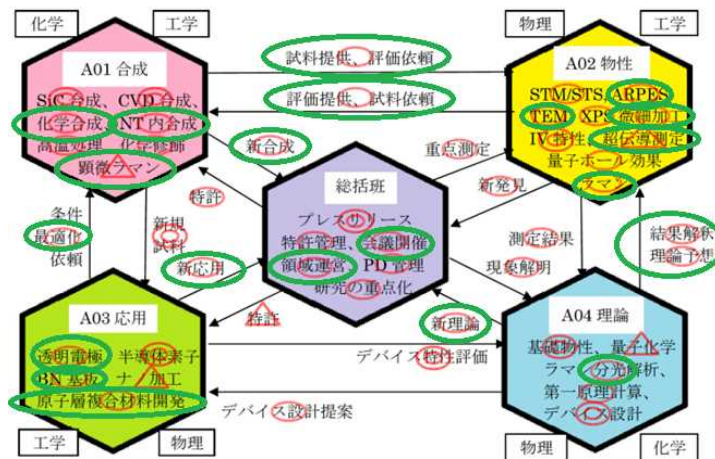 化学 工学
A01 合成
SiC 合成、CVD 合成、
化学合成、NT 内合成
高温処理 化学修飾
顕微ラマン
試料提供、評価依頼
評価提供、試料依頼
物理 工学
A02 物性
STM/STS、ARPES
TEM XPS 微細加工
IV 特性、超伝導測定
量子ホール効果
ラマン
新合成
特許
重点測定
新発見
総括班
プレスリリース
特許管理、会議開催
領域運営 PD 管理
研究の重点化
条件
最適化
依頼
新規
試料
新応用
特許
測定結果
現象解明
新理論
結果解釈
理論予想
A03 応用
透明電極 半導体素子
BN 基板 ナ 加工
原子層複合材料開発
工学 物理
デバイス特性評価
デバイス設計提案
A04 理論
基礎物性、量子化学
ラマン分光解析、
第一原理計算、
デバイス設計
物理 化学